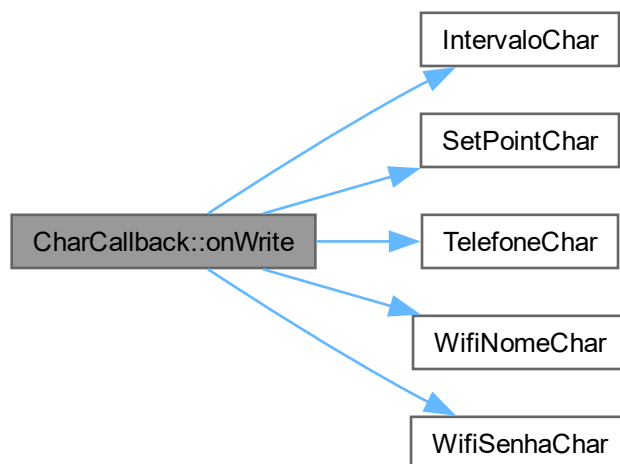 IntervaloChar
SetPointChar
CharCallback::onWrite
TelefoneChar
WifiNomeChar
WifiSenhaChar